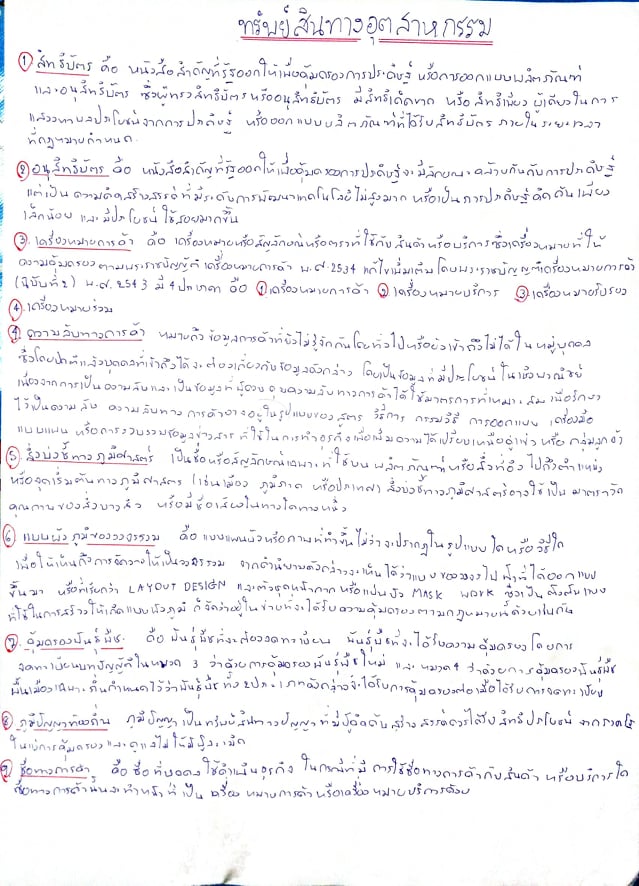 ทรัพย์สินทางอุตสาหกรรม
① สิทธิบัตร คือ หนังสือสำคัญที่รัฐออกให้เพื่อคุ้มครองการประดิษฐ์ หรือการออกแบบผลิตภัณฑ์
และอนุสิทธิบัตร ซึ่งผู้ทรงสิทธิบัตรหรืออนุสิทธิบัตร มีสิทธิเด็ดขาด หรือ สิทธิเพียงผู้เดียวในการ
แสวงหาผลประโยชน์จากการประดิษฐ์ หรือออกแบบผลิตภัณฑ์ที่ได้รับสิทธิบัตร ภายในระยะเวลา
ที่กฎหมายกำหนด.
② อนุสิทธิบัตร คือ หนังสือสำคัญที่รัฐออกให้เพื่อคุ้มครองการประดิษฐ์จะมีลักษณะคล้ายกันกับการประดิษฐ์
แต่เป็นความคิดสร้างสรรค์ที่มีระดับการพัฒนาเทคโนโลยีไม่สูงมาก หรือเป็นการประดิษฐ์คิดค้นเพียง
เล็กน้อย และมีประโยชน์ใช้สอยมากขึ้น
③ เครื่องหมายการค้า คือ เครื่องหมายหรือสัญลักษณ์หรือตราที่ใช้กับสินค้าหรือบริการซึ่งเครื่องหมายที่ให้
ความคุ้มครองตามพระราชบัญญัติ เครื่องหมายการค้า พ.ศ.2534 แก้ไขเพิ่มเติมโดยพระราชบัญญัติเครื่องหมายการค้า
(ฉบับที่2) พ.ศ.2543 มี 4 ประเภท คือ ① เครื่องหมายการค้า ② เครื่องหมายบริการ ③ เครื่องหมายรับรอง
④ เครื่องหมายร่วม
④ ความลับทางการค้า หมายถึง ข้อมูลการค้าที่ยังไม่รู้จักกันโดยทั่วไปหรือยังเข้าถึงไม่ได้ในหมู่บุคคล
ซึ่งโดยปกติแล้วบุคคลที่เข้าถึงได้จะต้องเกี่ยวกับข้อมูลดังกล่าว โดยเป็นข้อมูลที่มีประโยชน์ในเชิงพาณิชย์
เนื่องจากการเป็นความลับและเป็นข้อมูลที่ผู้ควบคุมความลับทางการค้าได้ใช้มาตรการที่เหมาะสมเพื่อรักษา
ไว้เป็นความลับ ความลับทางการค้าอาจอยู่ในรูปแบบของสูตร วิธีการ กรรมวิธี การออกแบบ เครื่องมือ
แบบแผน หรือการรวบรวมข้อมูลข่าวสาร ที่ใช้ในการทำธุรกิจเพื่อเพิ่มความได้เปรียบเหนือคู่แข่ง หรือ กลุ่มลูกค้า
⑤ สิ่งบ่งชี้ทางภูมิศาสตร์ เป็นชื่อหรือสัญลักษณ์เฉพาะที่ใช้บนผลิตภัณฑ์หรือสิ่งที่อิงไปถึงตำแหน่ง
หรือจุดเริ่มต้นทางภูมิศาสตร์ (เช่นเมือง ภูมิภาค หรือประเทศ) สิ่งบ่งชี้ทางภูมิศาสตร์อาจใช้เป็นมาตราวัด
คุณภาพของสิ่งบางสิ่ง หรือมีชื่อเสียงในทางใดทางหนึ่ง
⑥ แบบผังภูมิของวงจรรวม คือ แบบแผนผังหรือภาพที่ทำขึ้นไม่ว่าจะปรากฏในรูปแบบใดหรือวิธีใด
เพื่อให้เห็นถึงการจัดวางให้เป็นวงจรรวม จากคำนิยามดังกล่าวจะเห็นได้ว่าแบบของวงจรไฟฟ้าที่ได้ออกแบบ
ขึ้นมา หรือที่เรียกว่า LAYOUT DESIGN และตัวชุดหน้ากากหรือแผ่นบัง MASK WORK ซึ่งเป็นตัวต้นแบบ
ที่ใช้ในการสร้างให้เกิดแบบผังภูมิ ก็จัดว่าอยู่ในข่ายที่จะได้รับความคุ้มครองตามกฎหมายนี้ด้วยเช่นกัน
⑦ คุ้มครองพันธุ์พืช คือ พันธุ์พืชที่จะต้องจดทะเบียน พันธุ์พืชที่จะได้รับความคุ้มครองโดยการ
จดทะเบียนบทบัญญัติในหมวด 3 ว่าด้วยการคุ้มครองพันธุ์พืชใหม่ และหมวด4 ว่าด้วยการคุ้มครองพันธุ์พืช
พื้นเมืองเฉพาะถิ่นกำหนดไว้ว่าพันธุ์พืชทั้ง2ประเภทดังกล่าวจะได้รับการคุ้มครองต่อเมื่อได้รับการจดทะเบียน
⑧ ภูมิปัญญาท้องถิ่น ภูมิปัญญาเป็นทรัพย์สินทางปัญญาที่มีผู้คิดค้นสร้างสรรค์ควรได้รับสิทธิประโยชน์จากภาครัฐ
ในแง่การคุ้มครองและดูแลไม่ให้มีผู้ละเมิด
⑨ ชื่อทางการค้า คือ ชื่อที่บุคคลใช้ดำเนินธุรกิจ ในกรณีที่มีการใช้ชื่อทางการค้ากับสินค้า หรือบริการใด
ชื่อทางการค้านั้นจะทำหน้าที่เป็นเครื่องหมายการค้าหรือเครื่องหมายบริการด้วย